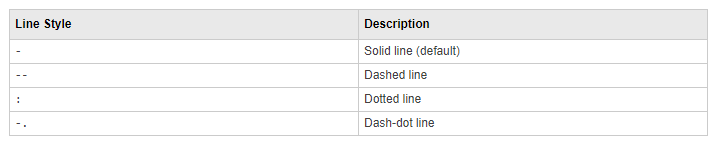 Line Style Description
- Solid line (default)
-- Dashed line
: Dotted line
-. Dash-dot line